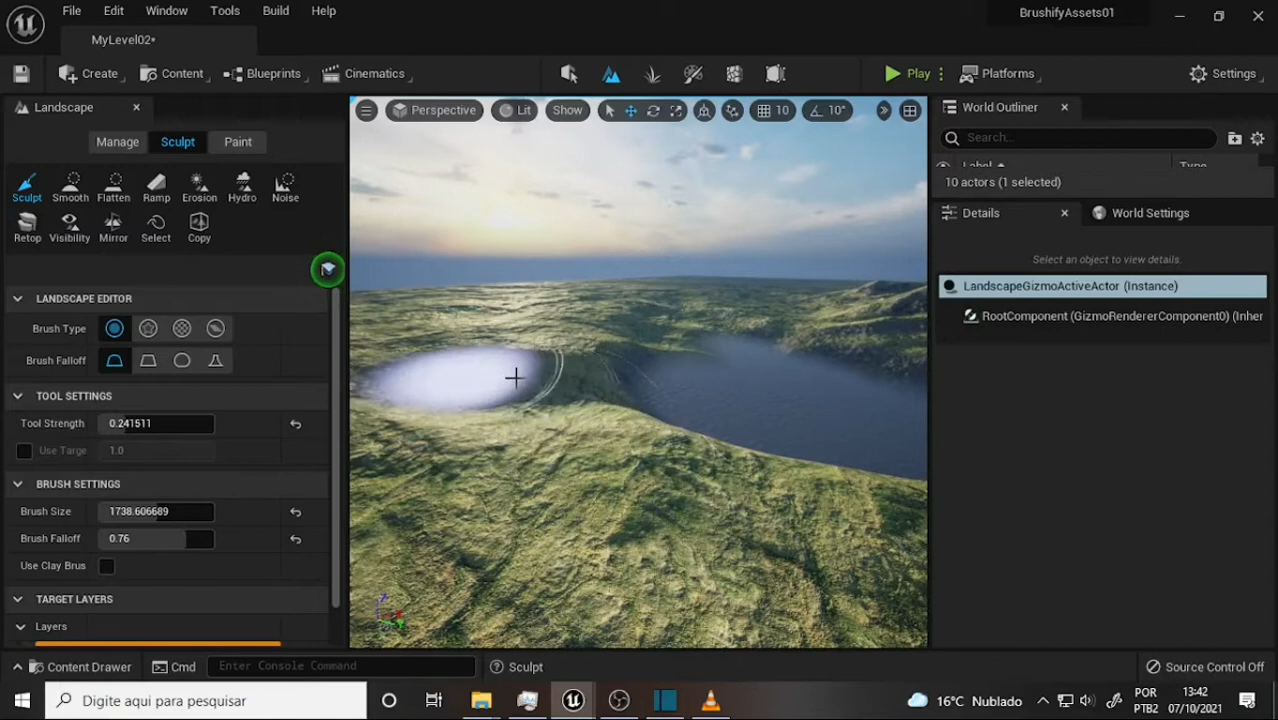 File Edit Window Tools Build Help
BrushifyAssets01
MyLevel02*
Create Content Blueprints Cinematics Play Platforms Settings
Landscape
Manage Sculpt Paint
Sculpt Smooth Flatten Ramp Erosion Hydro Noise
Retop Visibility Mirror Select Copy
LANDSCAPE EDITOR
Brush Type
Brush Falloff
TOOL SETTINGS
Tool Strength 0.241511
Use Targe 1.0
BRUSH SETTINGS
Brush Size 1738.606689
Brush Falloff 0.76
Use Clay Brus
TARGET LAYERS
Layers
Perspective Lit Show 10 10°
World Outliner
Search...
Label Type
10 actors (1 selected)
Details World Settings
Select an object to view details.
LandscapeGizmoActiveActor (Instance)
RootComponent (GizmoRendererComponent0) (Inher
Content Drawer Cmd Enter Console Command Sculpt Source Control Off
Digite aqui para pesquisar
16°C Nublado
POR
PTB2
13:42
07/10/2021